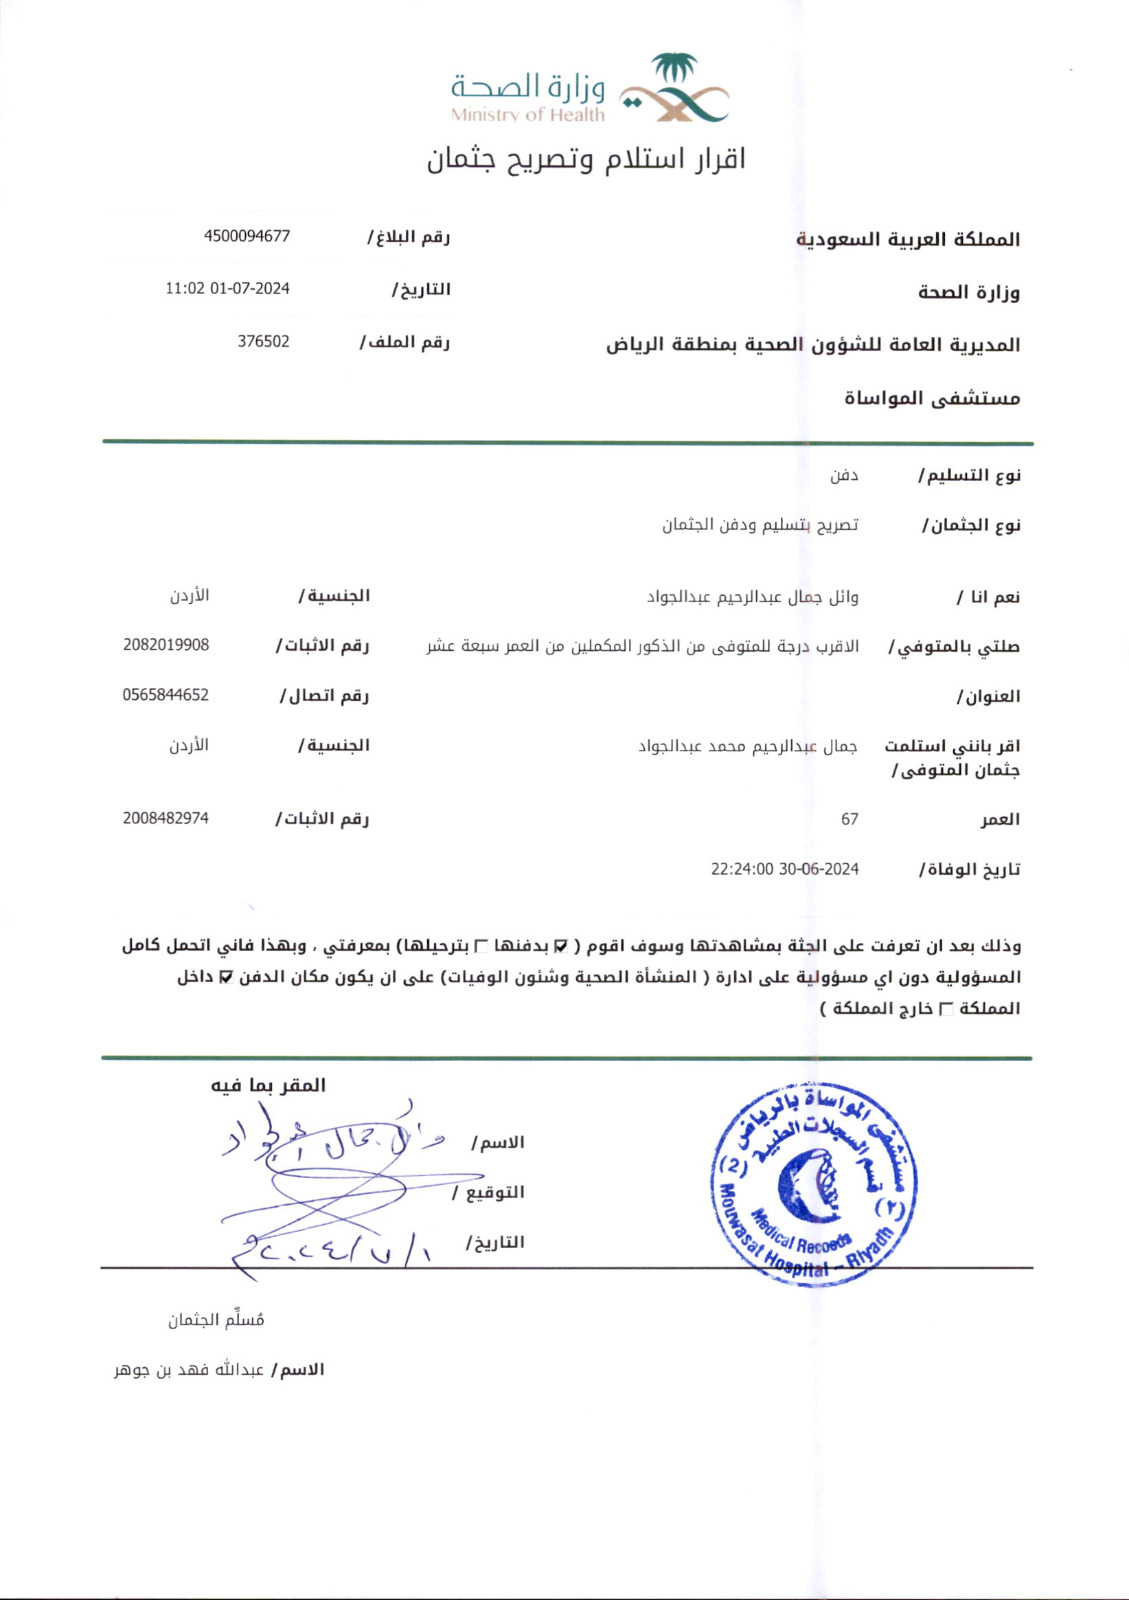 وزارة الصحة
Ministry of Health
اقرار استلام وتصريح جثمان
المملكة العربية السعودية
رقم البلاغ/ 4500094677
وزارة الصحة
التاريخ/ 01-07-2024 11:02
المديرية العامة للشؤون الصحية بمنطقة الرياض
رقم الملف/ 376502
مستشفى المواساة
نوع التسليم/ دفن
نوع الجثمان/ تصريح بتسليم ودفن الجثمان
نعم انا / وائل جمال عبدالرحيم عبدالجواد الجنسية/ الأردن
صلتي بالمتوفي/ الاقرب درجة للمتوفى من الذكور المكملين من العمر سبعة عشر رقم الاثبات/ 2082019908
العنوان/ رقم اتصال/ 0565844652
اقر بانني استلمت جمال عبدالرحيم محمد عبدالجواد الجنسية/ الأردن
جثمان المتوفى/
العمر 67 رقم الاثبات/ 2008482974
تاريخ الوفاة/ 30-06-2024 22:24:00
وذلك بعد ان تعرفت على الجثة بمشاهدتها وسوف اقوم ( ☑ بدفنها ☐ بترحيلها) بمعرفتي ، وبهذا فاني اتحمل كامل
المسؤولية دون اي مسؤولية على ادارة ( المنشأة الصحية وشئون الوفيات) على ان يكون مكان الدفن ☑ داخل
المملكة ☐ خارج المملكة )
المقر بما فيه
الاسم/ وائل جمال عبدالجواد
التوقيع /
التاريخ/ ٢٠٢٤/٧/١م
مستشفى المواساة بالرياض
قسم السجلات الطبية
(٢)
(2)
Medical Records
Mouwasat Hospital - Riyadh
مُسلِّم الجثمان
الاسم/ عبدالله فهد بن جوهر